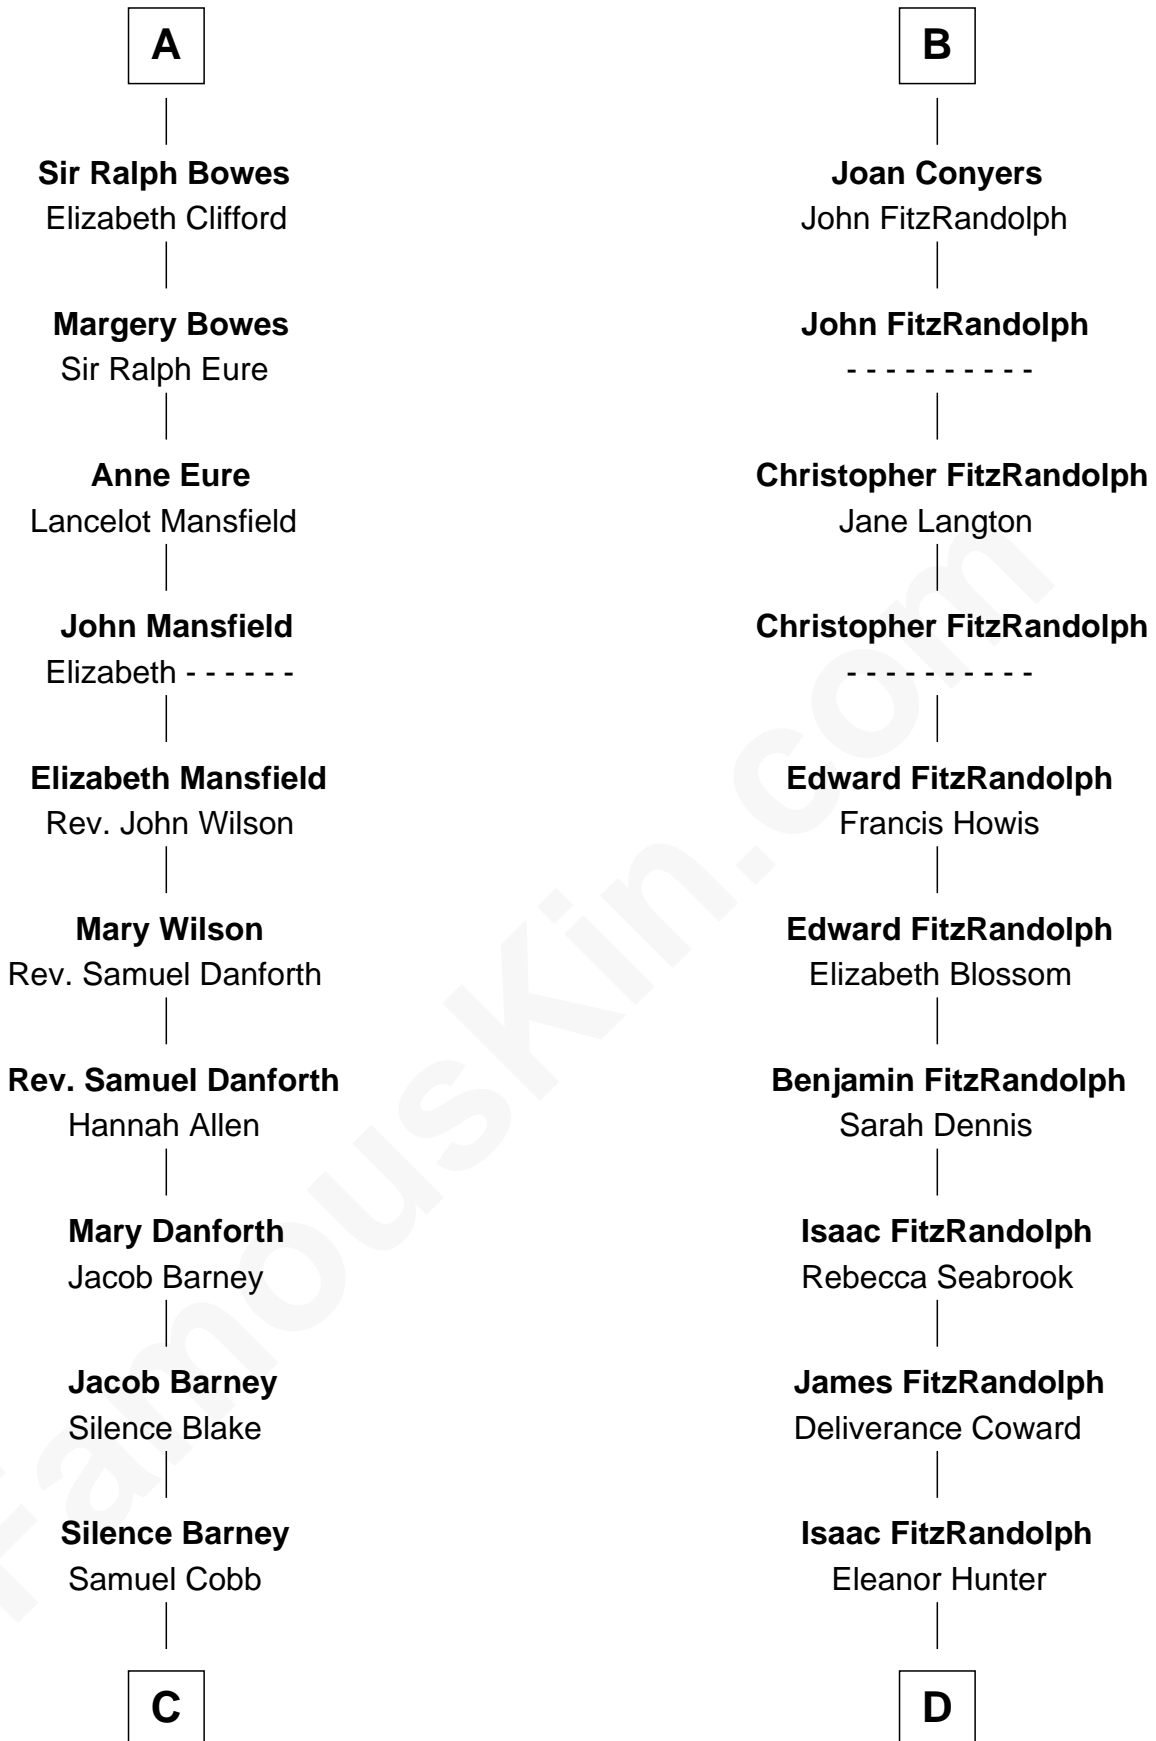 A
Sir Ralph Bowes
Elizabeth Clifford
Margery Bowes
Sir Ralph Eure
Anne Eure
Lancelot Mansfield
John Mansfield
Elizabeth - - - - - -
Elizabeth Mansfield
Rev. John Wilson
Mary Wilson
Rev. Samuel Danforth
Rev. Samuel Danforth
Hannah Allen
Mary Danforth
Jacob Barney
Jacob Barney
Silence Blake
Silence Barney
Samuel Cobb
C
B
Joan Conyers
John FitzRandolph
John FitzRandolph
- - - - - - - - - -
Christopher FitzRandolph
Jane Langton
Christopher FitzRandolph
- - - - - - - - - -
Edward FitzRandolph
Francis Howis
Edward FitzRandolph
Elizabeth Blossom
Benjamin FitzRandolph
Sarah Dennis
Isaac FitzRandolph
Rebecca Seabrook
James FitzRandolph
Deliverance Coward
Isaac FitzRandolph
Eleanor Hunter
D
FamousKin.com